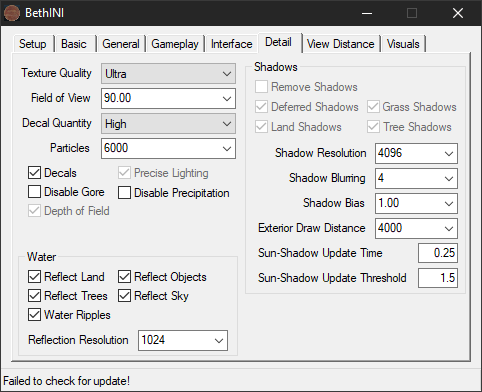 BethINI
Setup Basic General Gameplay Interface Detail View Distance Visuals
Texture Quality Ultra
Field of View 90.00
Decal Quantity High
Particles 6000
Decals Precise Lighting
Disable Gore Disable Precipitation
Depth of Field
Water
Reflect Land Reflect Objects
Reflect Trees Reflect Sky
Water Ripples
Reflection Resolution 1024
Shadows
Remove Shadows
Deferred Shadows Grass Shadows
Land Shadows Tree Shadows
Shadow Resolution 4096
Shadow Blurring 4
Shadow Bias 1.00
Exterior Draw Distance 4000
Sun-Shadow Update Time 0.25
Sun-Shadow Update Threshold 1.5
Failed to check for update!